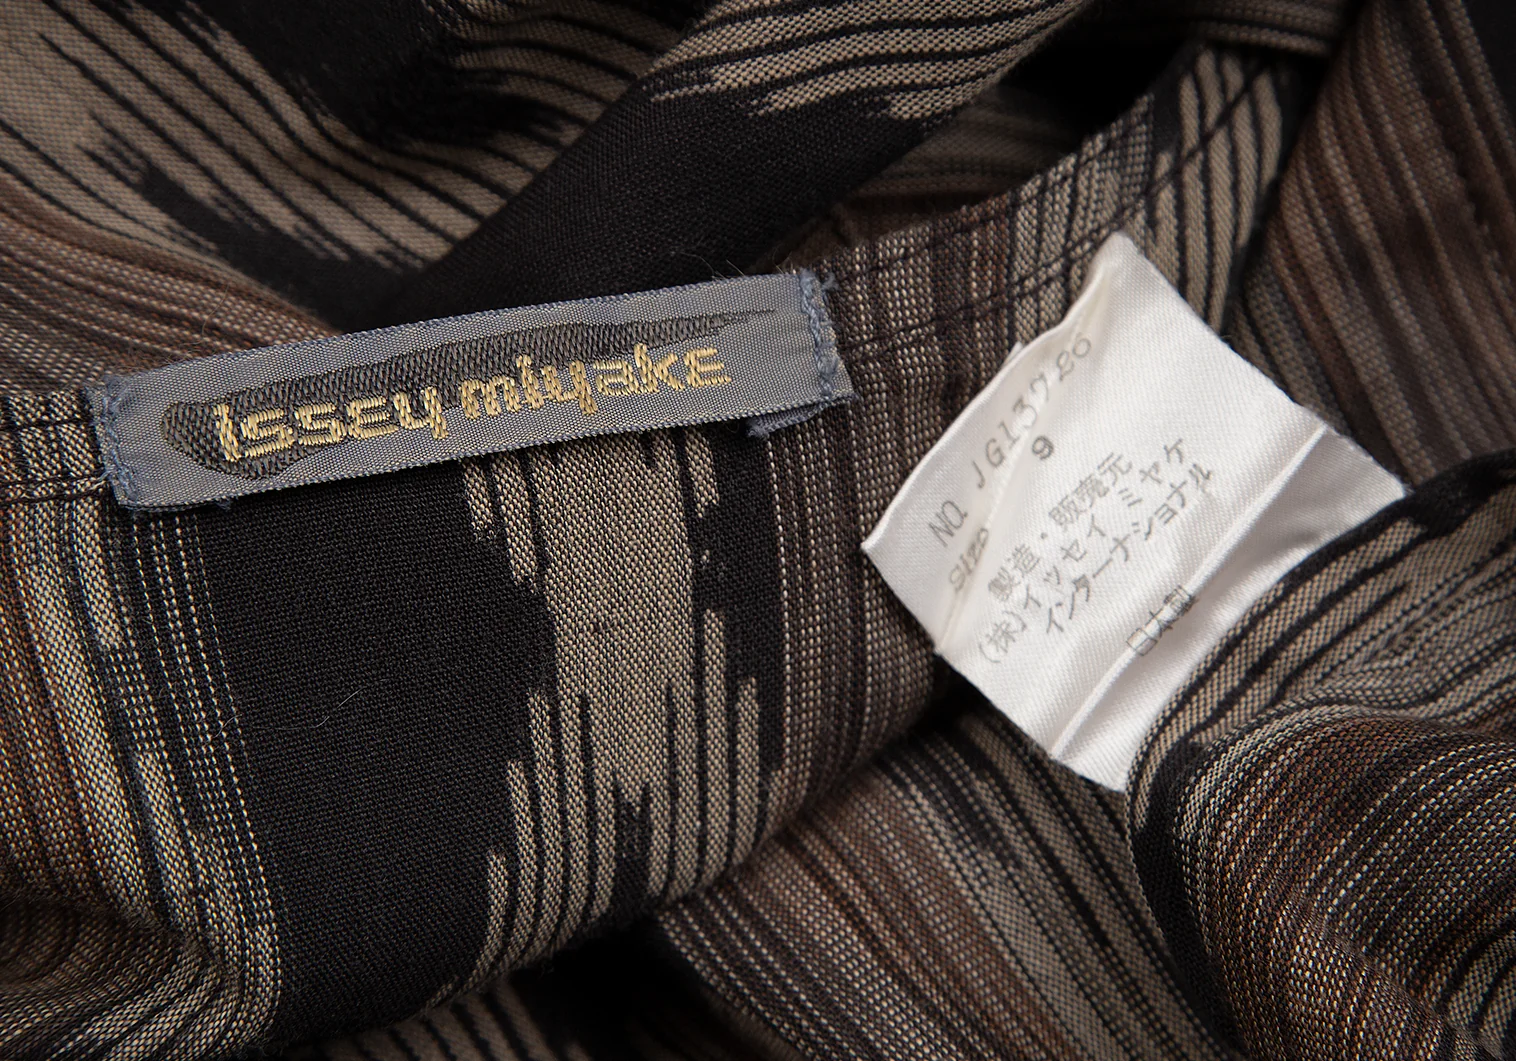 issey miyake
NO. JG13720
SIZE 9
製造・販売元
(株)イッセイ ミヤケ
インターナショナル
日本製